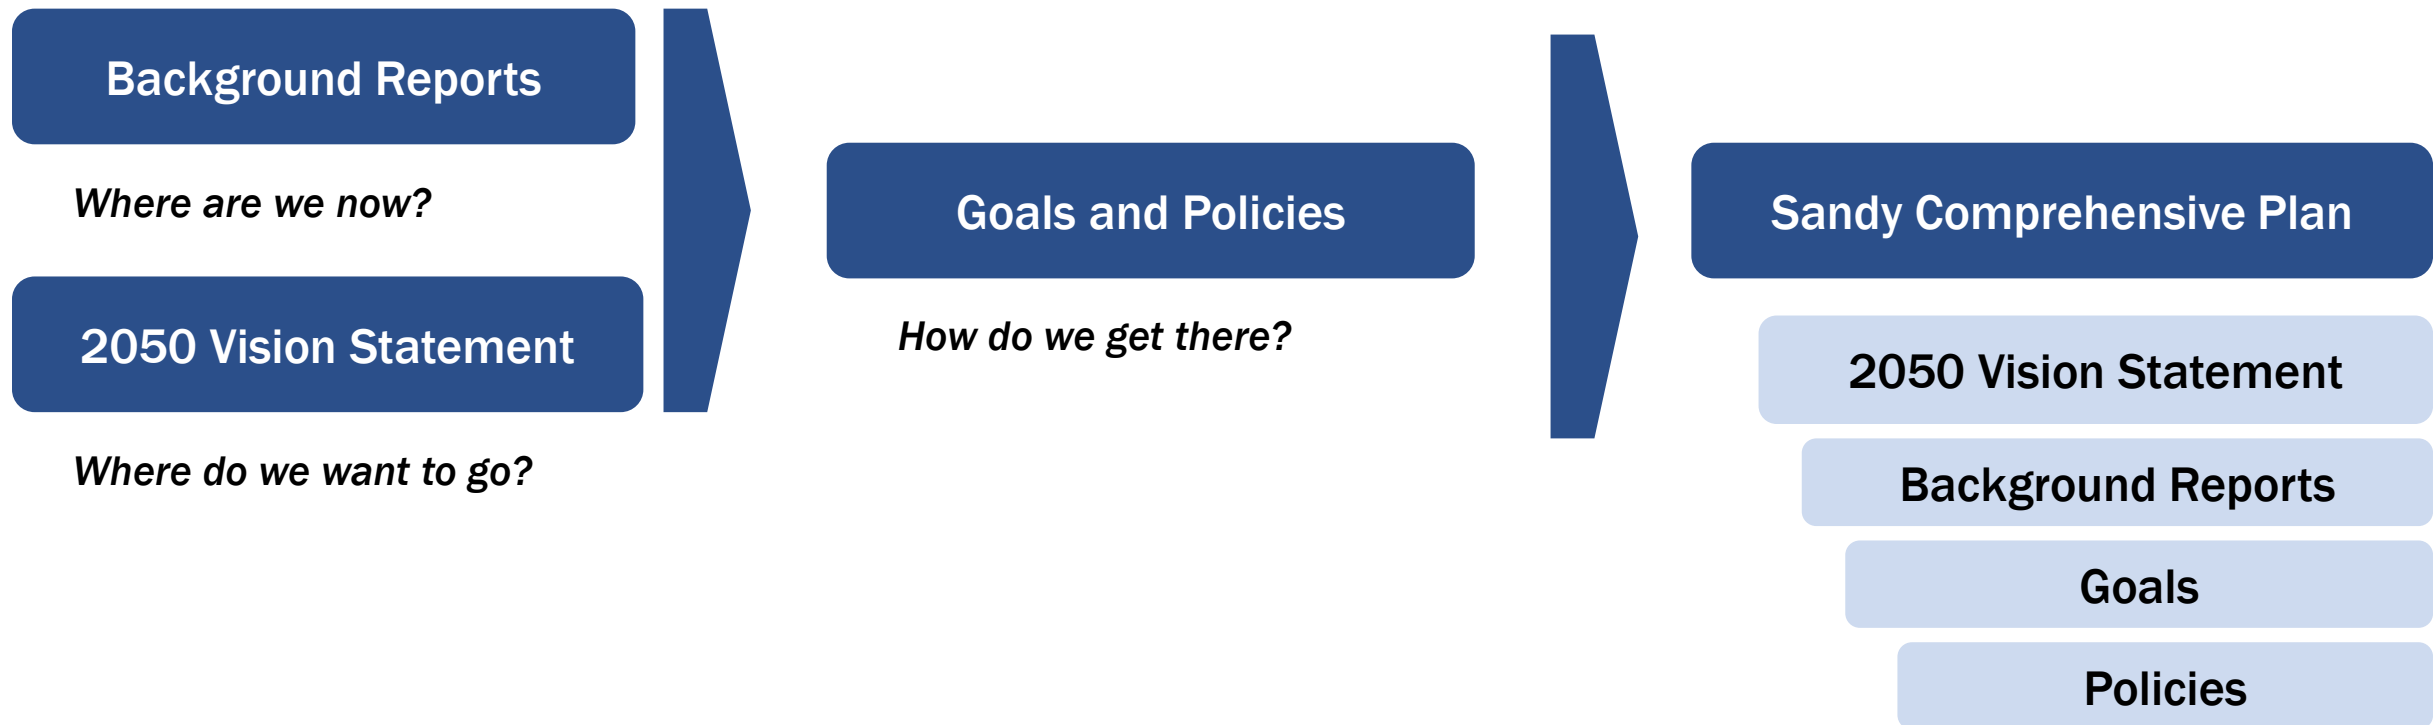 Background Reports
Where are we now?
2050 Vision Statement
Where do we want to go?
Goals and Policies
How do we get there?
Sandy Comprehensive Plan
2050 Vision Statement
Background Reports
Goals
Policies